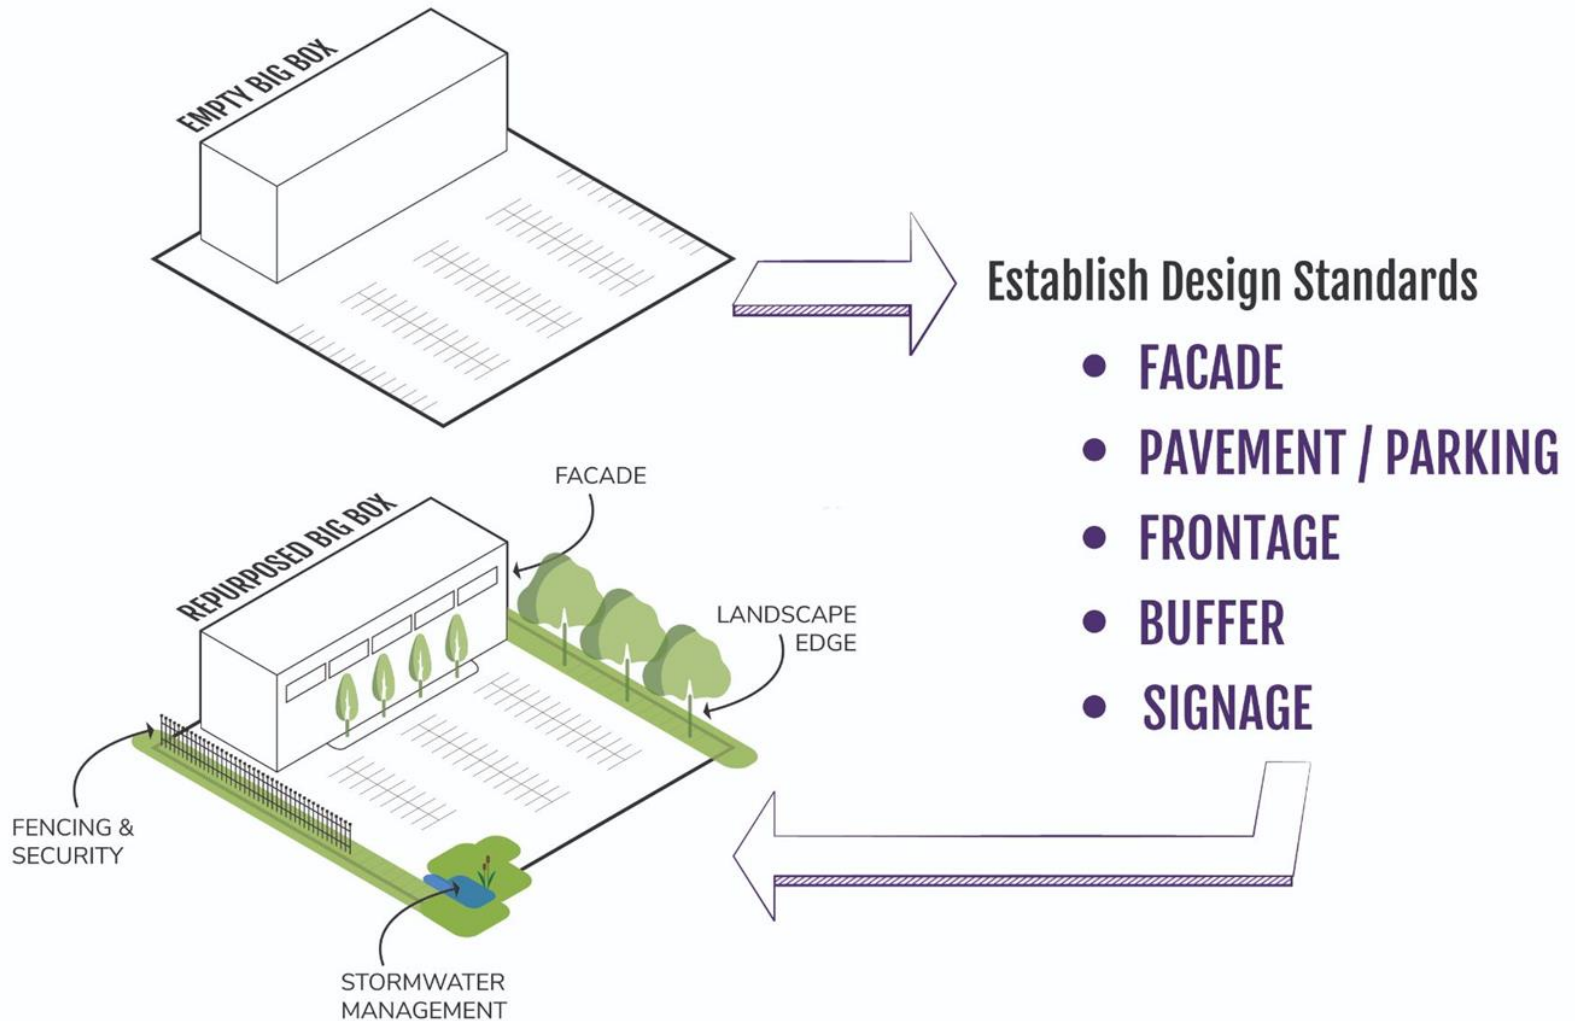 EMPTY BIG BOX
Establish Design Standards
• FACADE
• PAVEMENT / PARKING
• FRONTAGE
• BUFFER
• SIGNAGE
REPURPOSED BIG BOX
FACADE
LANDSCAPE
EDGE
FENCING &
SECURITY
STORMWATER
MANAGEMENT